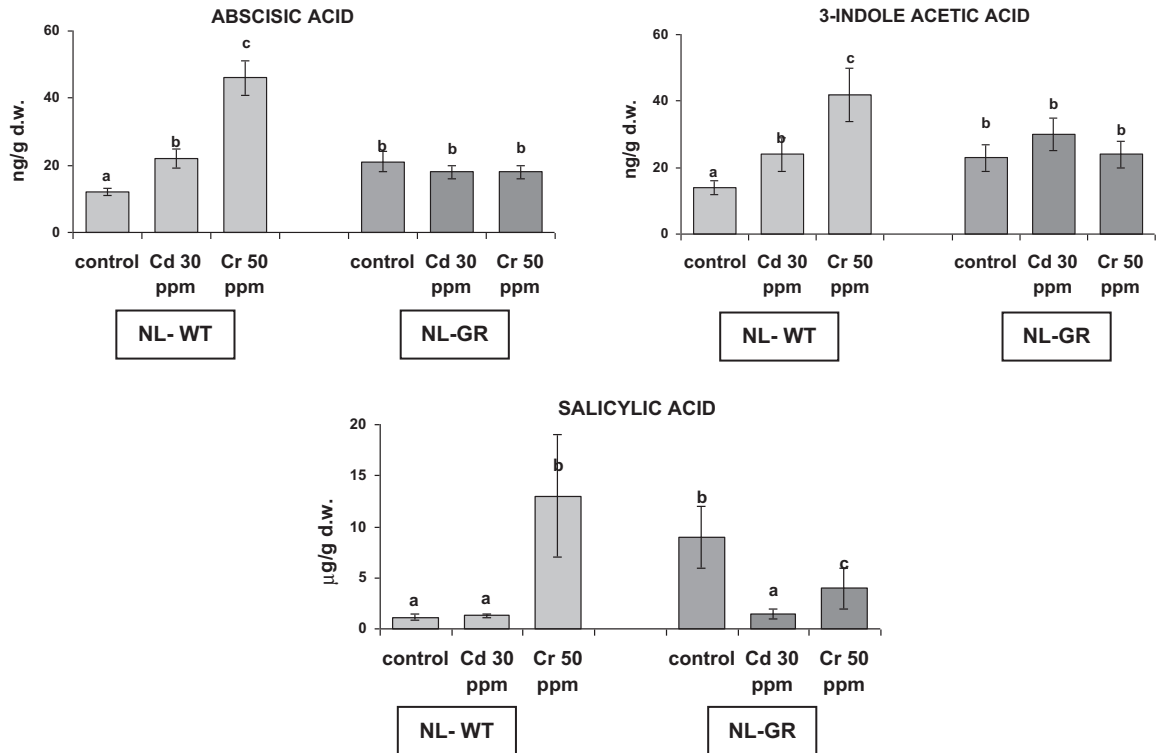 ABSCISIC ACID
ng/g d.w.
60
40
20
0
a
b
c
b
b
b
control Cd 30 ppm Cr 50 ppm
control Cd 30 ppm Cr 50 ppm
NL- WT
NL-GR
3-INDOLE ACETIC ACID
ng/g d.w.
60
40
20
0
a
b
c
b
b
b
control Cd 30 ppm Cr 50 ppm
control Cd 30 ppm Cr 50 ppm
NL- WT
NL-GR
SALICYLIC ACID
μg/g d.w.
20
15
10
5
0
a
a
b
b
a
c
control Cd 30 ppm Cr 50 ppm
control Cd 30 ppm Cr 50 ppm
NL- WT
NL-GR